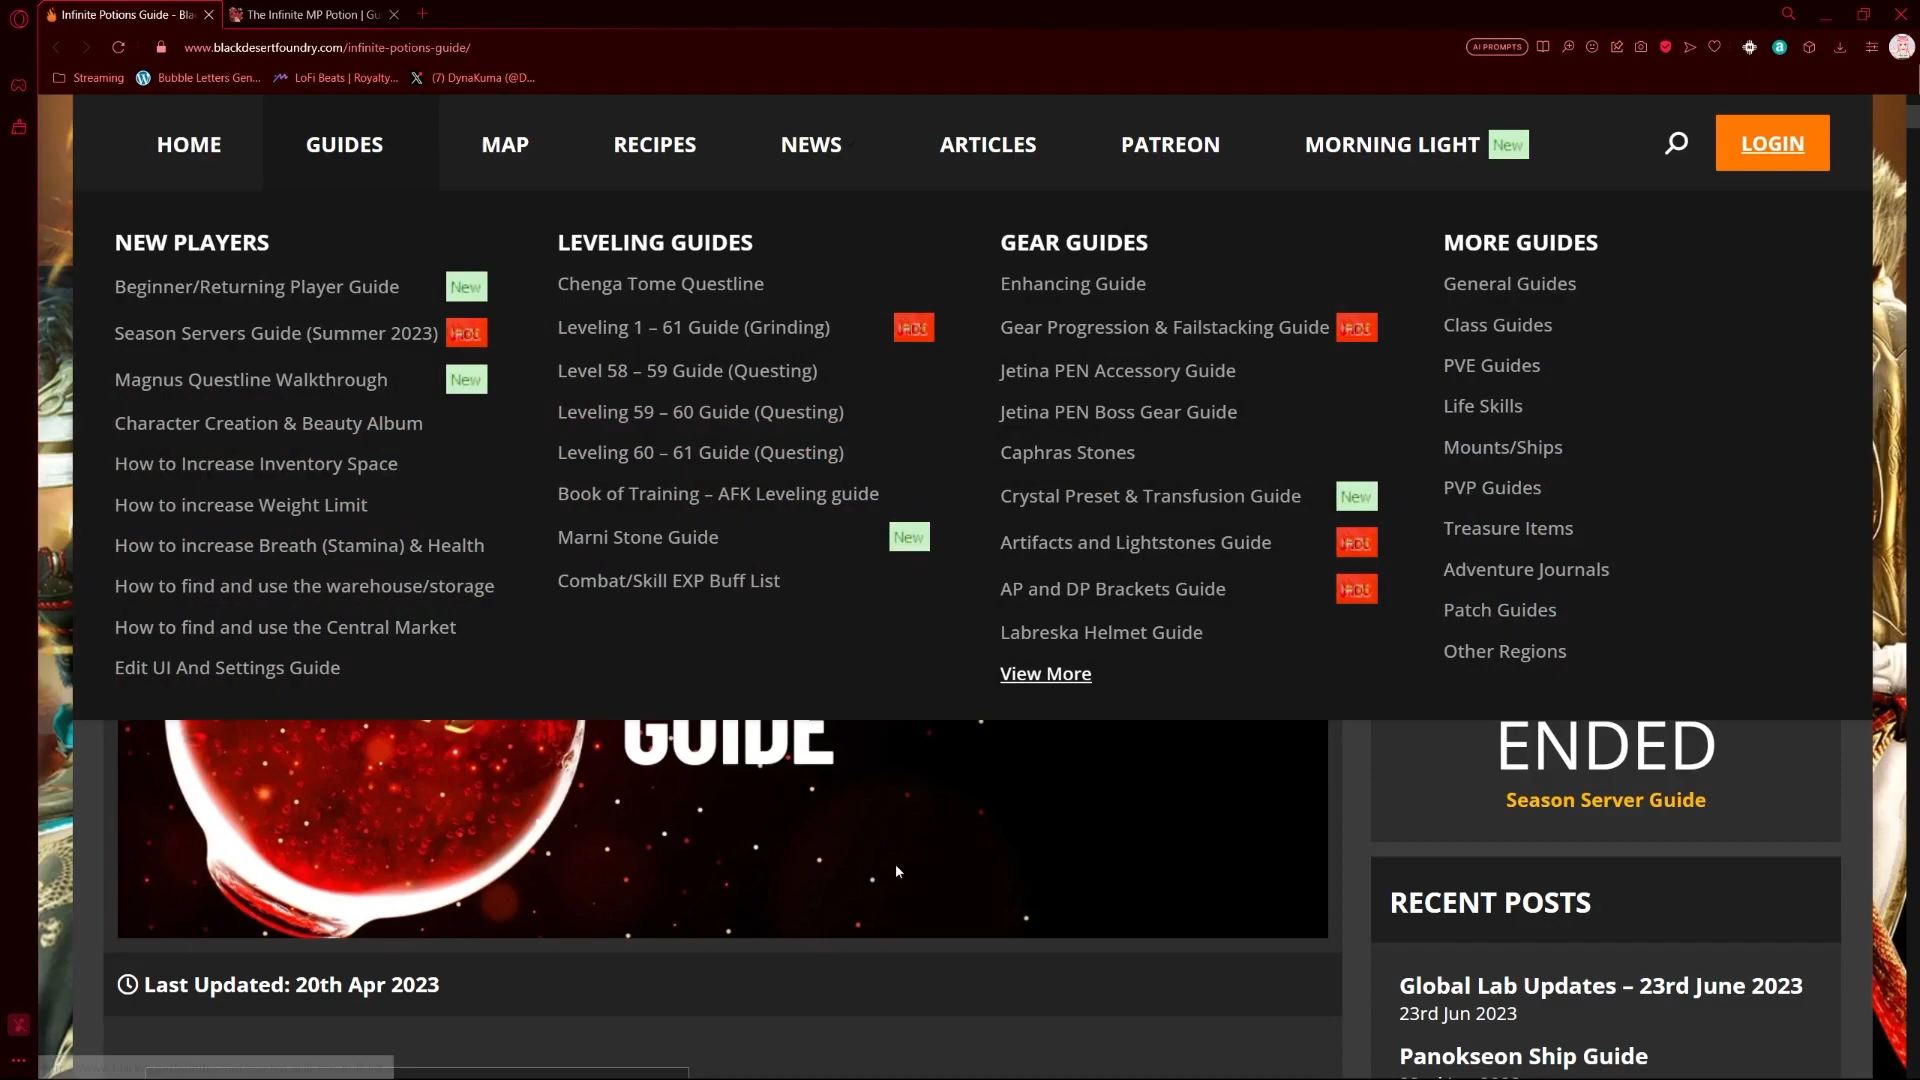 Infinite Potions Guide - Bla
The Infinite MP Potion | Gu
www.blackdesertfoundry.com/infinite-potions-guide/
AI PROMPTS
Streaming
Bubble Letters Gen...
LoFi Beats | Royalty...
(7) DynaKuma (@D...
HOME
GUIDES
MAP
RECIPES
NEWS
ARTICLES
PATREON
MORNING LIGHT New
LOGIN
NEW PLAYERS
Beginner/Returning Player Guide New
Season Servers Guide (Summer 2023) HOT
Magnus Questline Walkthrough New
Character Creation & Beauty Album
How to Increase Inventory Space
How to increase Weight Limit
How to increase Breath (Stamina) & Health
How to find and use the warehouse/storage
How to find and use the Central Market
Edit UI And Settings Guide
LEVELING GUIDES
Chenga Tome Questline
Leveling 1 – 61 Guide (Grinding) HOT
Level 58 – 59 Guide (Questing)
Leveling 59 – 60 Guide (Questing)
Leveling 60 – 61 Guide (Questing)
Book of Training – AFK Leveling guide
Marni Stone Guide New
Combat/Skill EXP Buff List
GEAR GUIDES
Enhancing Guide
Gear Progression & Failstacking Guide HOT
Jetina PEN Accessory Guide
Jetina PEN Boss Gear Guide
Caphras Stones
Crystal Preset & Transfusion Guide New
Artifacts and Lightstones Guide HOT
AP and DP Brackets Guide HOT
Labreska Helmet Guide
View More
MORE GUIDES
General Guides
Class Guides
PVE Guides
Life Skills
Mounts/Ships
PVP Guides
Treasure Items
Adventure Journals
Patch Guides
Other Regions
GUIDE
Last Updated: 20th Apr 2023
ENDED
Season Server Guide
RECENT POSTS
Global Lab Updates – 23rd June 2023
23rd Jun 2023
Panokseon Ship Guide